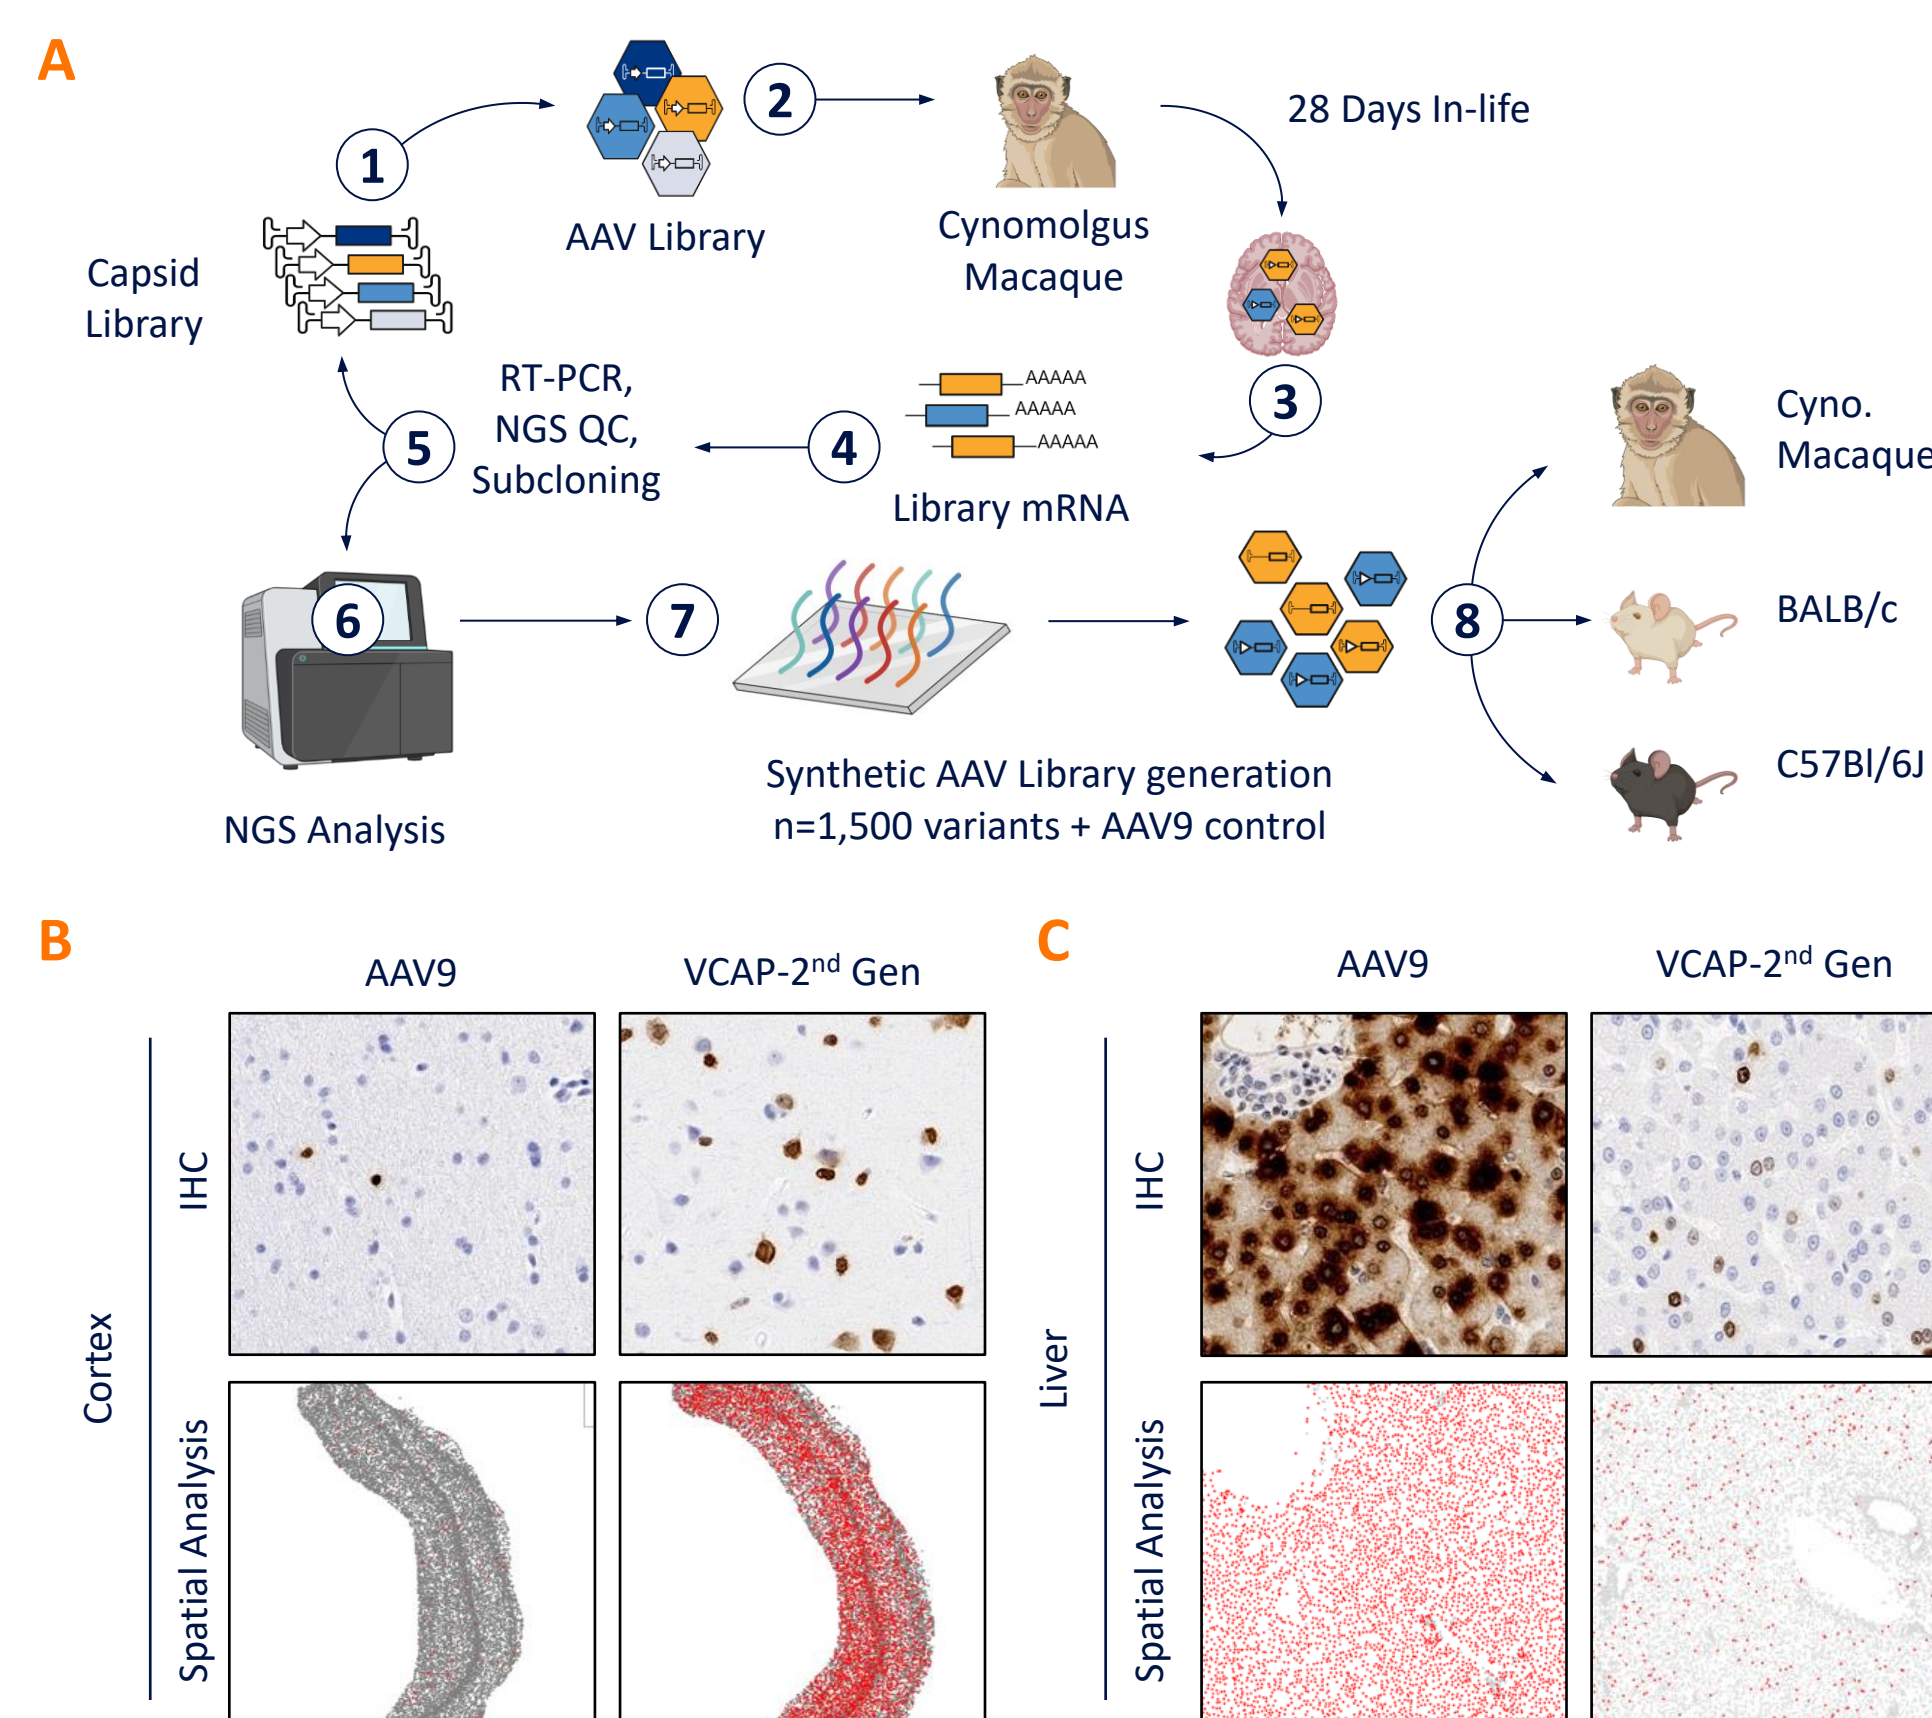 A
1
2
28 Days In-life
AAV Library
Cynomolgus
Macaque
Capsid
Library
RT-PCR,
NGS QC,
Subcloning
5
4
AAAAA
AAAAA
AAAAA
Library mRNA
3
Cyno.
Macaque
6
7
8
BALB/c
C57Bl/6J
NGS Analysis
Synthetic AAV Library generation
n=1,500 variants + AAV9 control
B
AAV9
VCAP-2nd Gen
Cortex
IHC
Spatial Analysis
C
AAV9
VCAP-2nd Gen
Liver
IHC
Spatial Analysis